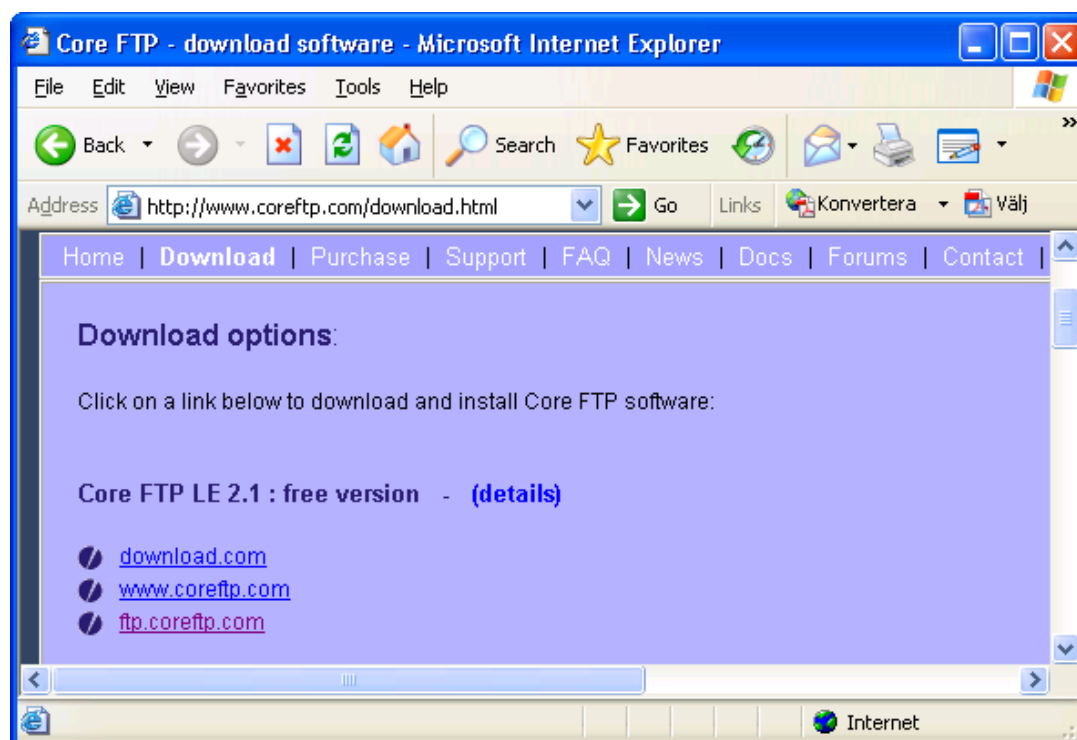 Core FTP - download software - Microsoft Internet Explorer
File Edit View Favorites Tools Help
Back Search Favorites »
Address http://www.coreftp.com/download.html Go Links Konvertera Välj
Home | Download | Purchase | Support | FAQ | News | Docs | Forums | Contact |
Download options:
Click on a link below to download and install Core FTP software:
Core FTP LE 2.1 : free version - (details)
download.com
www.coreftp.com
ftp.coreftp.com
Internet